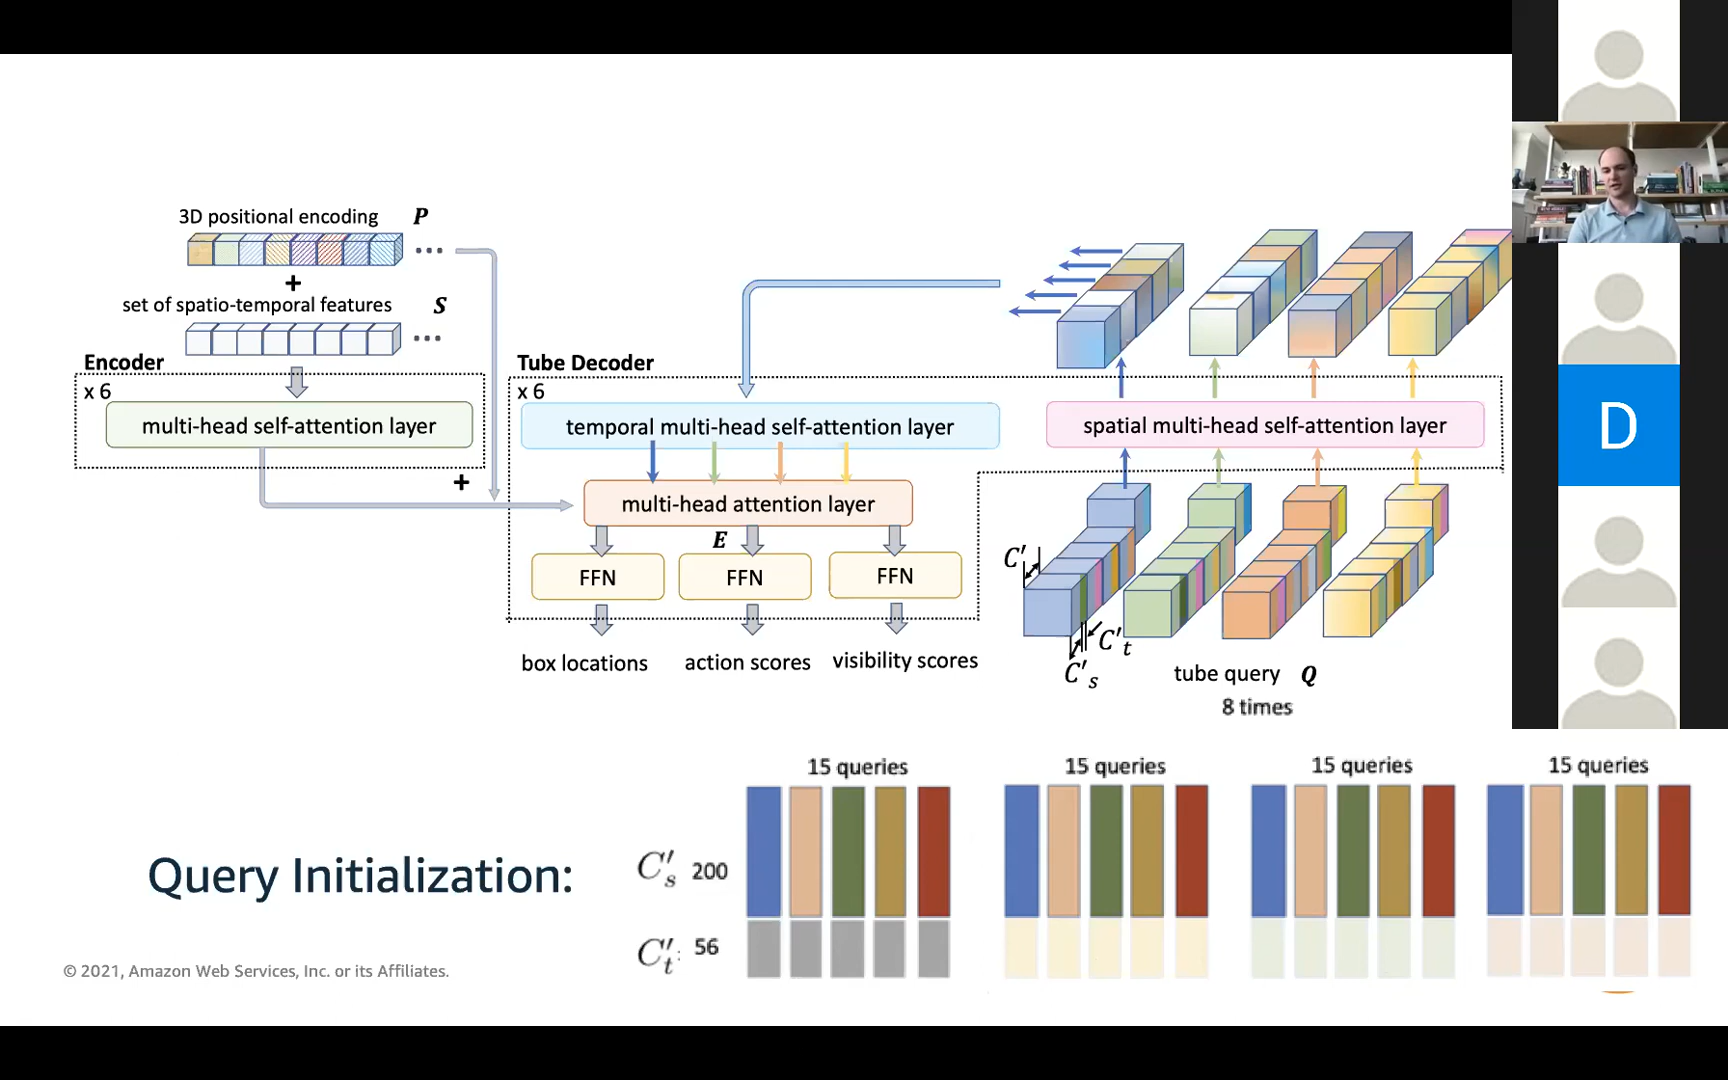 3D positional encoding P
+
set of spatio-temporal features S
Encoder
x 6
multi-head self-attention layer
+
Tube Decoder
x 6
temporal multi-head self-attention layer
spatial multi-head self-attention layer
multi-head attention layer
E
FFN FFN FFN
box locations action scores visibility scores
C'
C't
C's
tube query Q
8 times
15 queries 15 queries 15 queries 15 queries
Query Initialization:
C's 200
C't: 56
© 2021, Amazon Web Services, Inc. or its Affiliates.
D